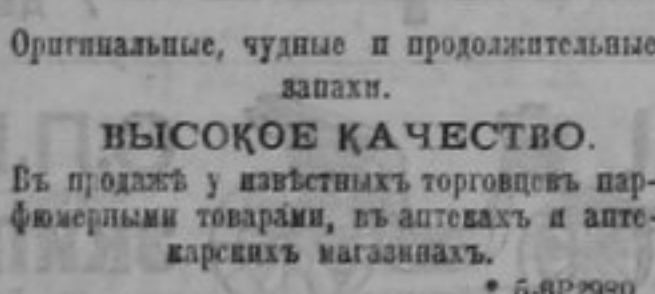 Оригинальные, чудные и продолжительные
запахи.
ВЫСОКОЕ КАЧЕСТВО.
Въ продажѣ у извѣстныхъ торговцевъ пар-
фюмерными товарами, въ аптекахъ и апте-
карскихъ магазинахъ.